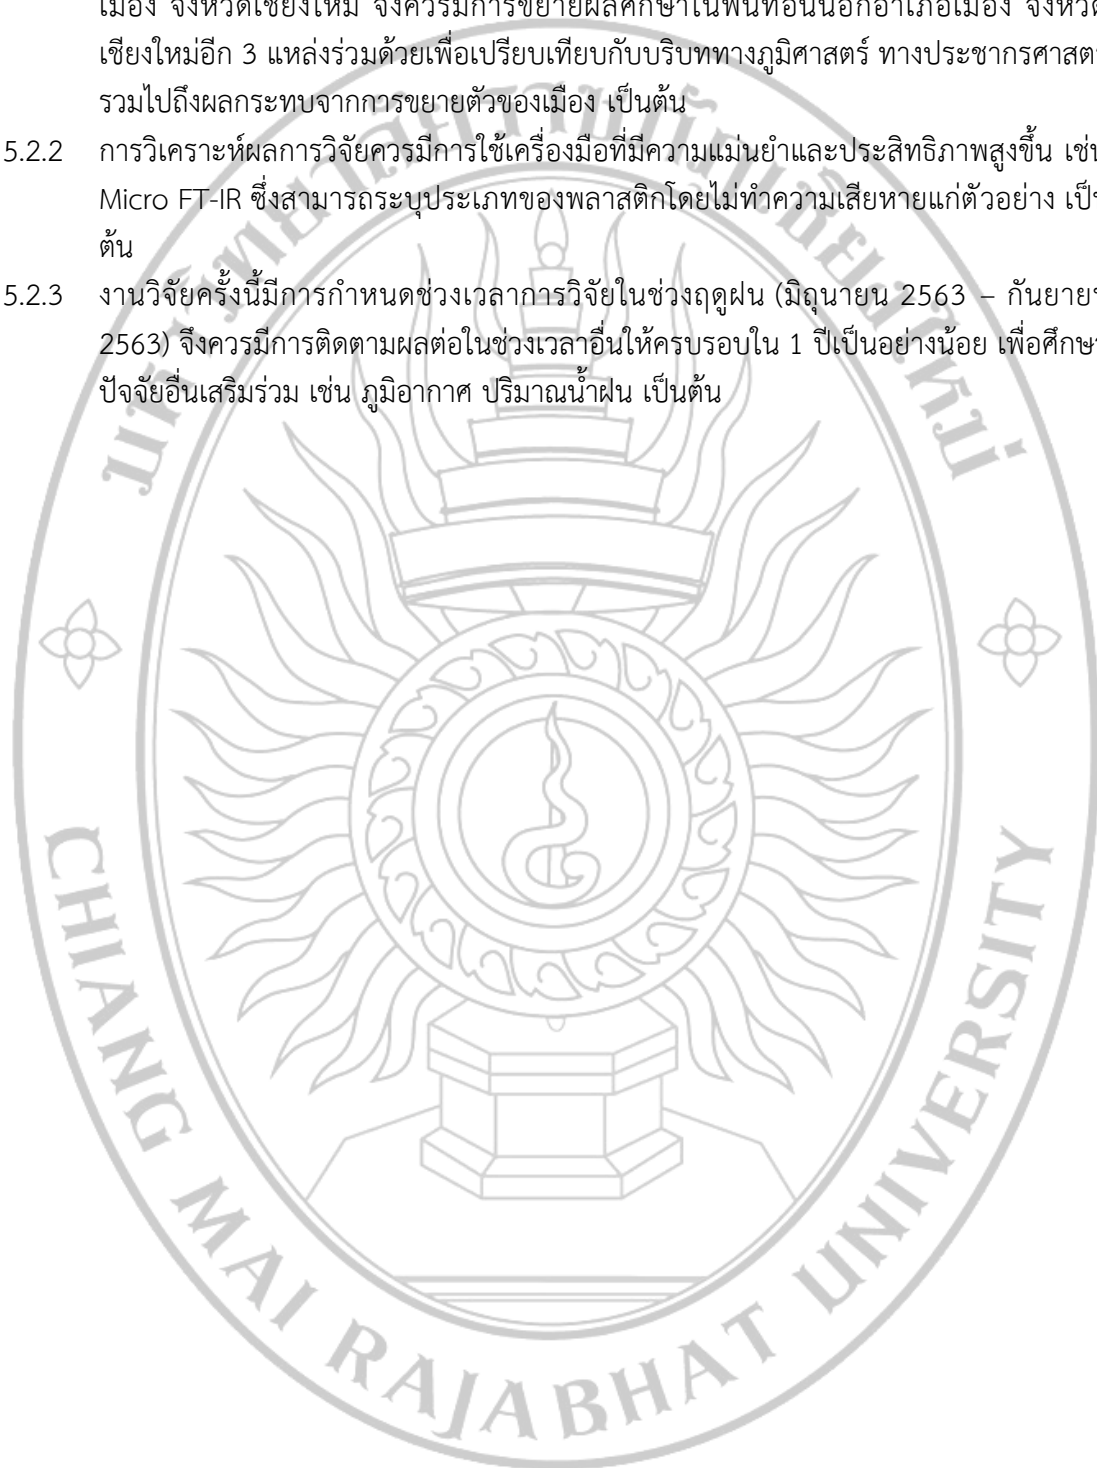 เมือง จังหวัดเชียงใหม่ จึงควรมีการขยายผลศึกษาในพื้นที่อื่นนอกอำเภอเมือง จังหวัด
เชียงใหม่อีก 3 แหล่งร่วมด้วยเพื่อเปรียบเทียบกับบริบททางภูมิศาสตร์ ทางประชากรศาสตร์
รวมไปถึงผลกระทบจากการขยายตัวของเมือง เป็นต้น
5.2.2 การวิเคราะห์ผลการวิจัยควรมีการใช้เครื่องมือที่มีความแม่นยำและประสิทธิภาพสูงขึ้น เช่น
Micro FT-IR ซึ่งสามารถระบุประเภทของพลาสติกโดยไม่ทำความเสียหายแก่ตัวอย่าง เป็น
ต้น
5.2.3 งานวิจัยครั้งนี้มีการกำหนดช่วงเวลาการวิจัยในช่วงฤดูฝน (มิถุนายน 2563 – กันยายน
2563) จึงควรมีการติดตามผลต่อในช่วงเวลาอื่นให้ครบรอบใน 1 ปีเป็นอย่างน้อย เพื่อศึกษา
ปัจจัยอื่นเสริมร่วม เช่น ภูมิอากาศ ปริมาณน้ำฝน เป็นต้น
มหาวิทยาลัยราชภัฏเชียงใหม่
CHIANG MAI RAJABHAT UNIVERSITY